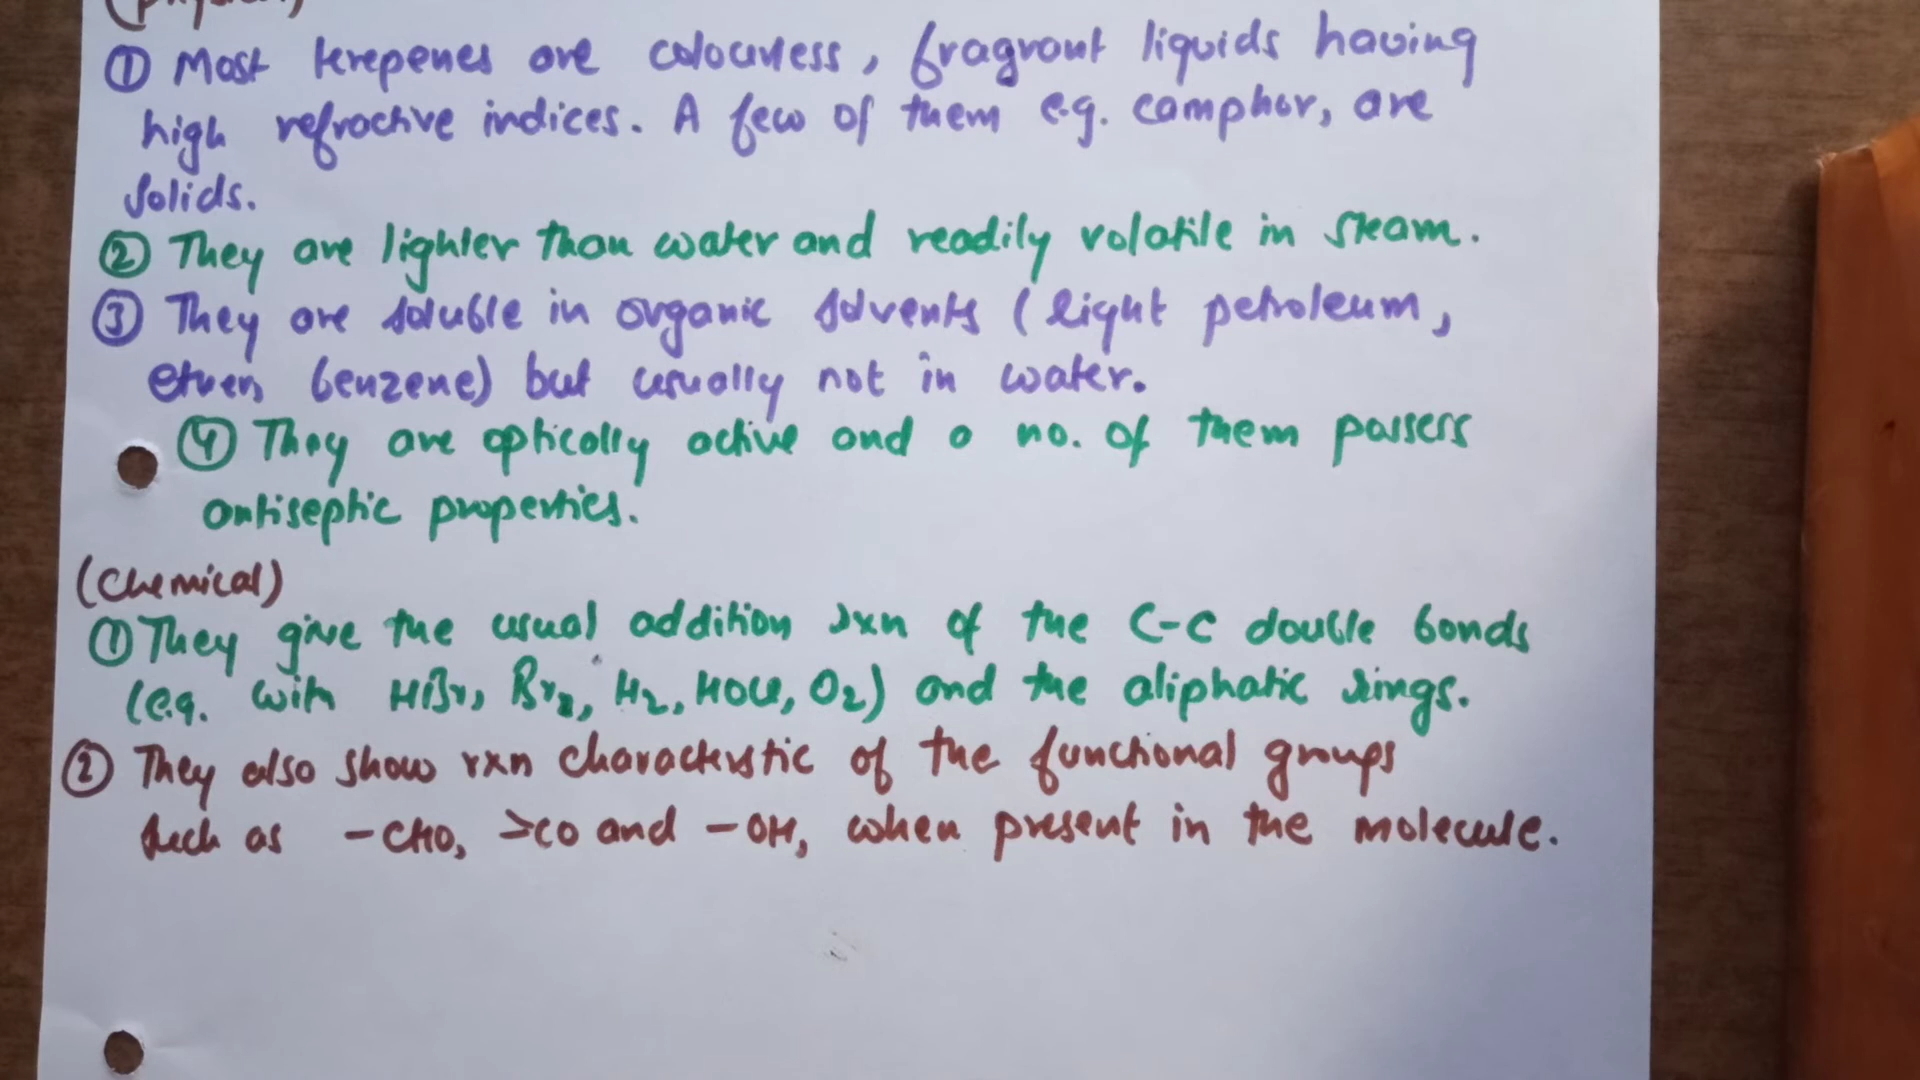 (Physical)
① Most terepenes are colourless, fragrant liquids having
high refractive indices. A few of them e.g. camphor, are
solids.
② They are lighter than water and readily volatile in steam.
③ They are soluble in organic solvents (light petroleum,
ether, benzene) but usually not in water.
④ They are optically active and a no. of them possess
antiseptic properties.
(Chemical)
① They give the usual addition rxn of the C-C double bonds
(e.g. with HBr, Br₂, H₂, HOCl, O₂) and the aliphatic rings.
② They also show rxn characterstic of the functional groups
such as -CHO, >CO and -OH, when present in the molecule.